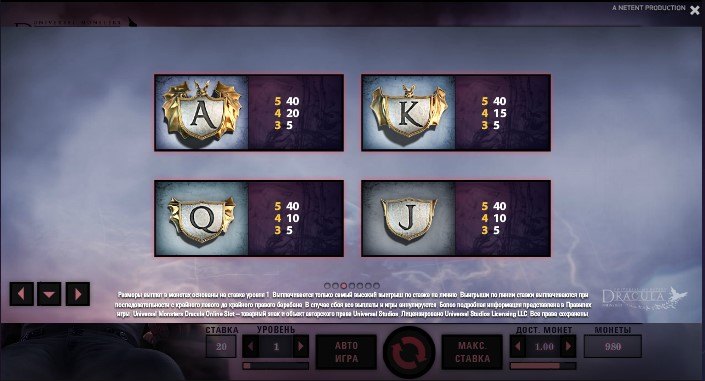 A NETENT PRODUCTION
UNIVERSAL MONSTERS
A
5 40
4 20
3 5
K
5 40
4 15
3 5
Q
5 40
4 10
3 5
J
5 40
4 10
3 5
Размеры выплат в монетах основаны на ставке уровня 1. Выплачивается только самый высокий выигрыш по ставке на линию. Выигрыши по линии ставки выплачиваются при
последовательности с крайнего левого до крайнего правого барабана. В случае сбоя все выплаты и игры аннулируются. Более подробная информация представлена в Правилах
игры. Universal Monsters Dracula Online Slot – товарный знак и объект авторского права Universal Studios. Лицензировано Universal Studios Licensing LLC. Все права сохранены.
DRACULA
СТАВКА
УРОВЕНЬ
ДОСТ. МОНЕТ
МОНЕТЫ
20
1
АВТО
ИГРА
МАКС.
СТАВКА
1.00
980